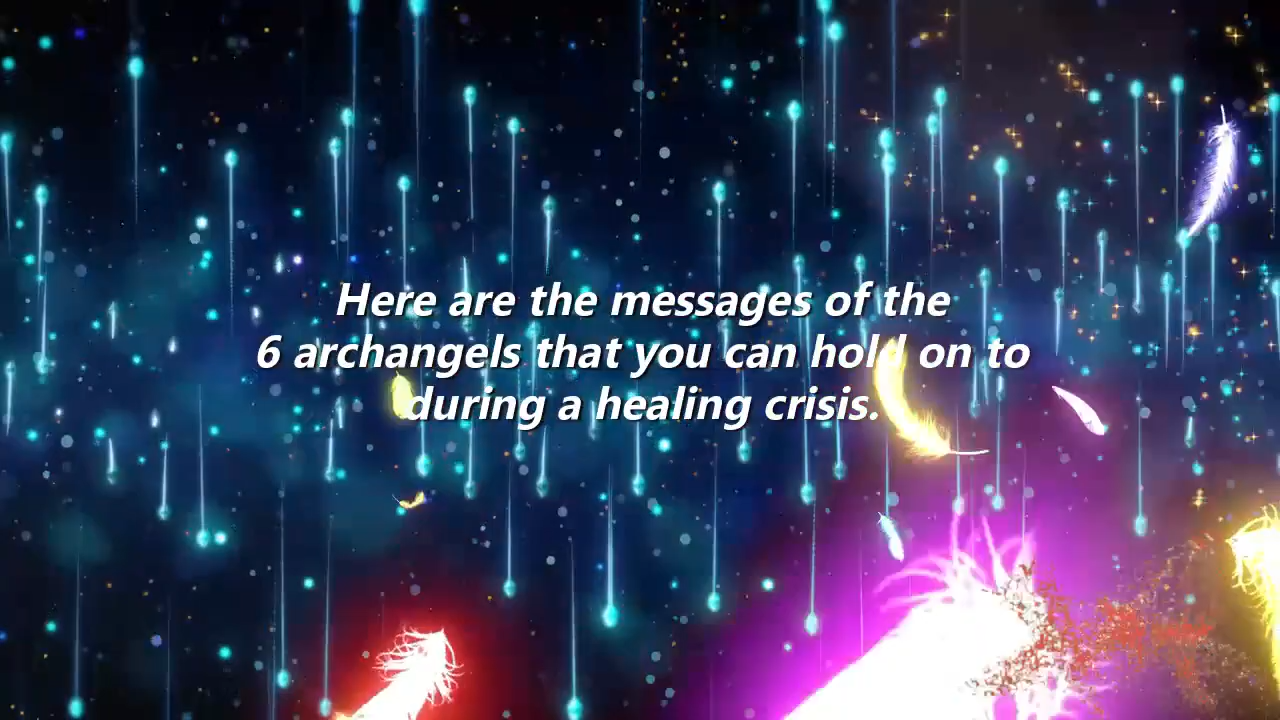 Here are the messages of the
6 archangels that you can hold on to
during a healing crisis.